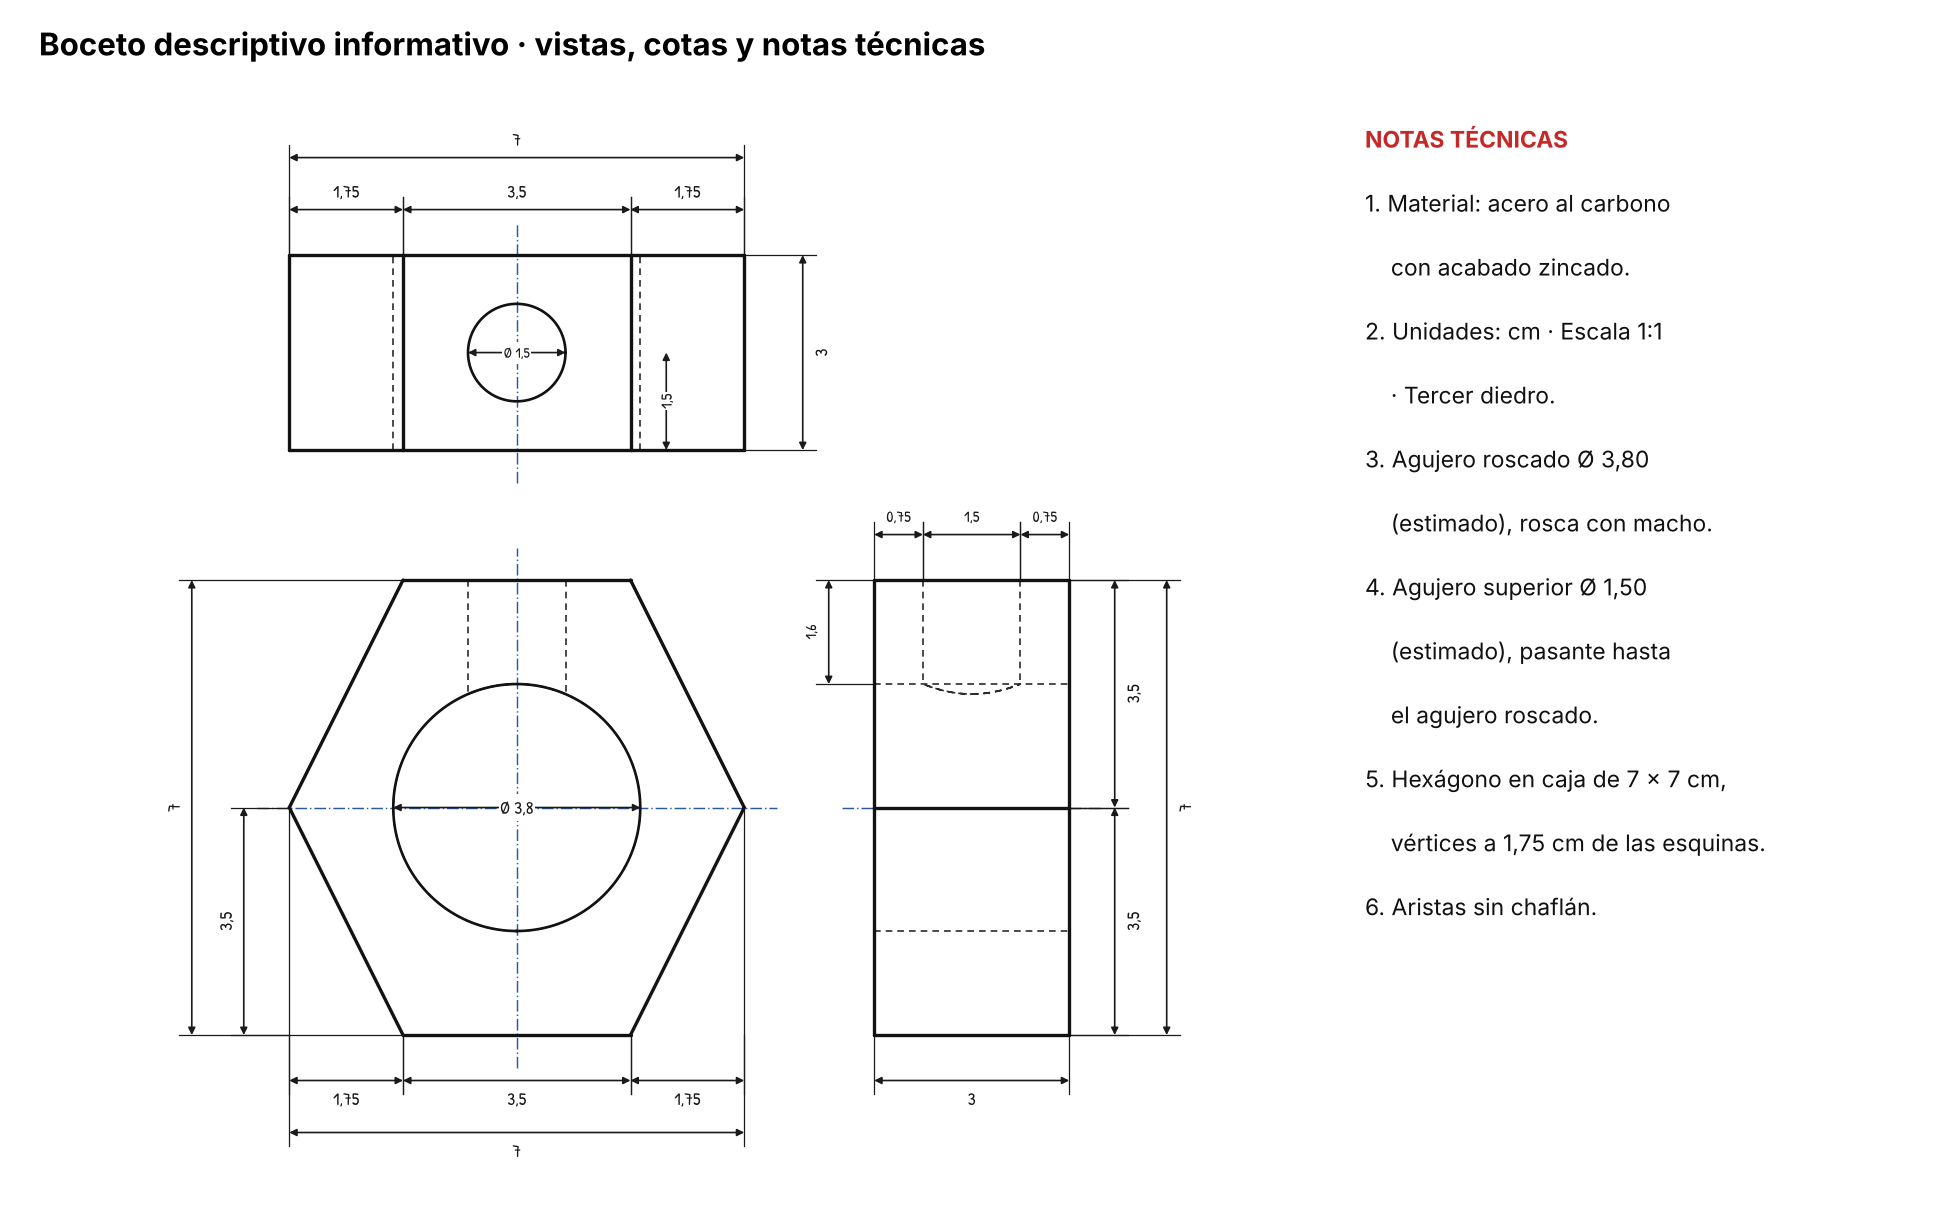 Boceto descriptivo informativo · vistas, cotas y notas técnicas
7
1,75 3,5 1,75
Ø 1,5
1,5
3
0,75 1,5 0,75
1,6
3,5
7
Ø 3,8
7
3,5
3,5
1,75 3,5 1,75
3
7
NOTAS TÉCNICAS
1. Material: acero al carbono
con acabado zincado.
2. Unidades: cm · Escala 1:1
· Tercer diedro.
3. Agujero roscado Ø 3,80
(estimado), rosca con macho.
4. Agujero superior Ø 1,50
(estimado), pasante hasta
el agujero roscado.
5. Hexágono en caja de 7 × 7 cm,
vértices a 1,75 cm de las esquinas.
6. Aristas sin chaflán.